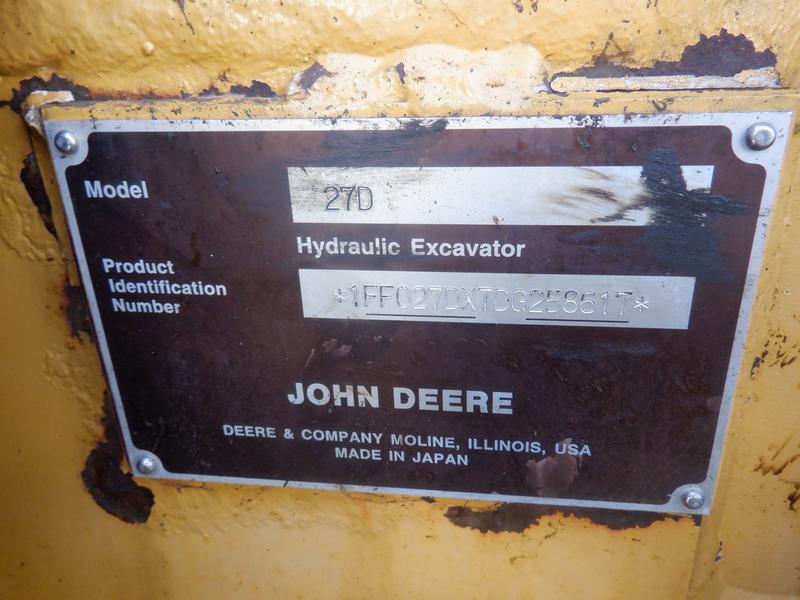 Model 27D
Hydraulic Excavator
Product
Identification
Number
*1FF027DXTDG258617*
JOHN DEERE
DEERE & COMPANY MOLINE, ILLINOIS, USA
MADE IN JAPAN